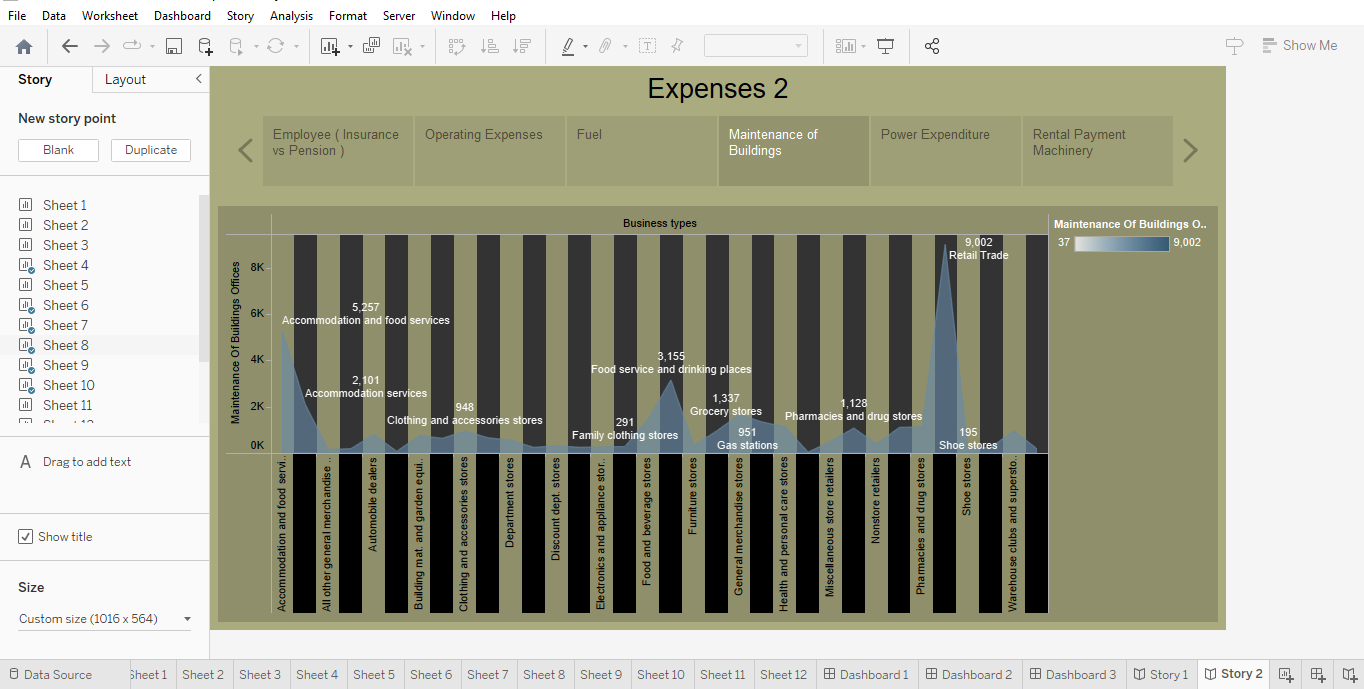 File Data Worksheet Dashboard Story Analysis Format Server Window Help
Show Me
Story Layout
New story point
Blank Duplicate
Sheet 1
Sheet 2
Sheet 3
Sheet 4
Sheet 5
Sheet 6
Sheet 7
Sheet 8
Sheet 9
Sheet 10
Sheet 11
A Drag to add text
Show title
Size
Custom size (1016 x 564)
Expenses 2
Employee ( Insurance
vs Pension )
Operating Expenses
Fuel
Maintenance of
Buildings
Power Expenditure
Rental Payment
Machinery
Business types
Maintenance Of Buildings Offices
8K
6K
4K
2K
0K
5,257
Accommodation and food services
2,101
Accommodation services
948
Clothing and accessories stores
291
Family clothing stores
3,155
Food service and drinking places
1,337
Grocery stores
951
Gas stations
1,128
Pharmacies and drug stores
9,002
Retail Trade
195
Shoe stores
Accommodation and food servi..
All other general merchandise ..
Automobile dealers
Building mat. and garden equi..
Clothing and accessories stores
Department stores
Discount dept. stores
Electronics and appliance stor..
Food and beverage stores
Furniture stores
General merchandise stores
Health and personal care stores
Miscellaneous store retailers
Nonstore retailers
Pharmacies and drug stores
Shoe stores
Warehouse clubs and supersto..
Maintenance Of Buildings O..
37 9,002
Data Source Sheet 1 Sheet 2 Sheet 3 Sheet 4 Sheet 5 Sheet 6 Sheet 7 Sheet 8 Sheet 9 Sheet 10 Sheet 11 Sheet 12 Dashboard 1 Dashboard 2 Dashboard 3 Story 1 Story 2